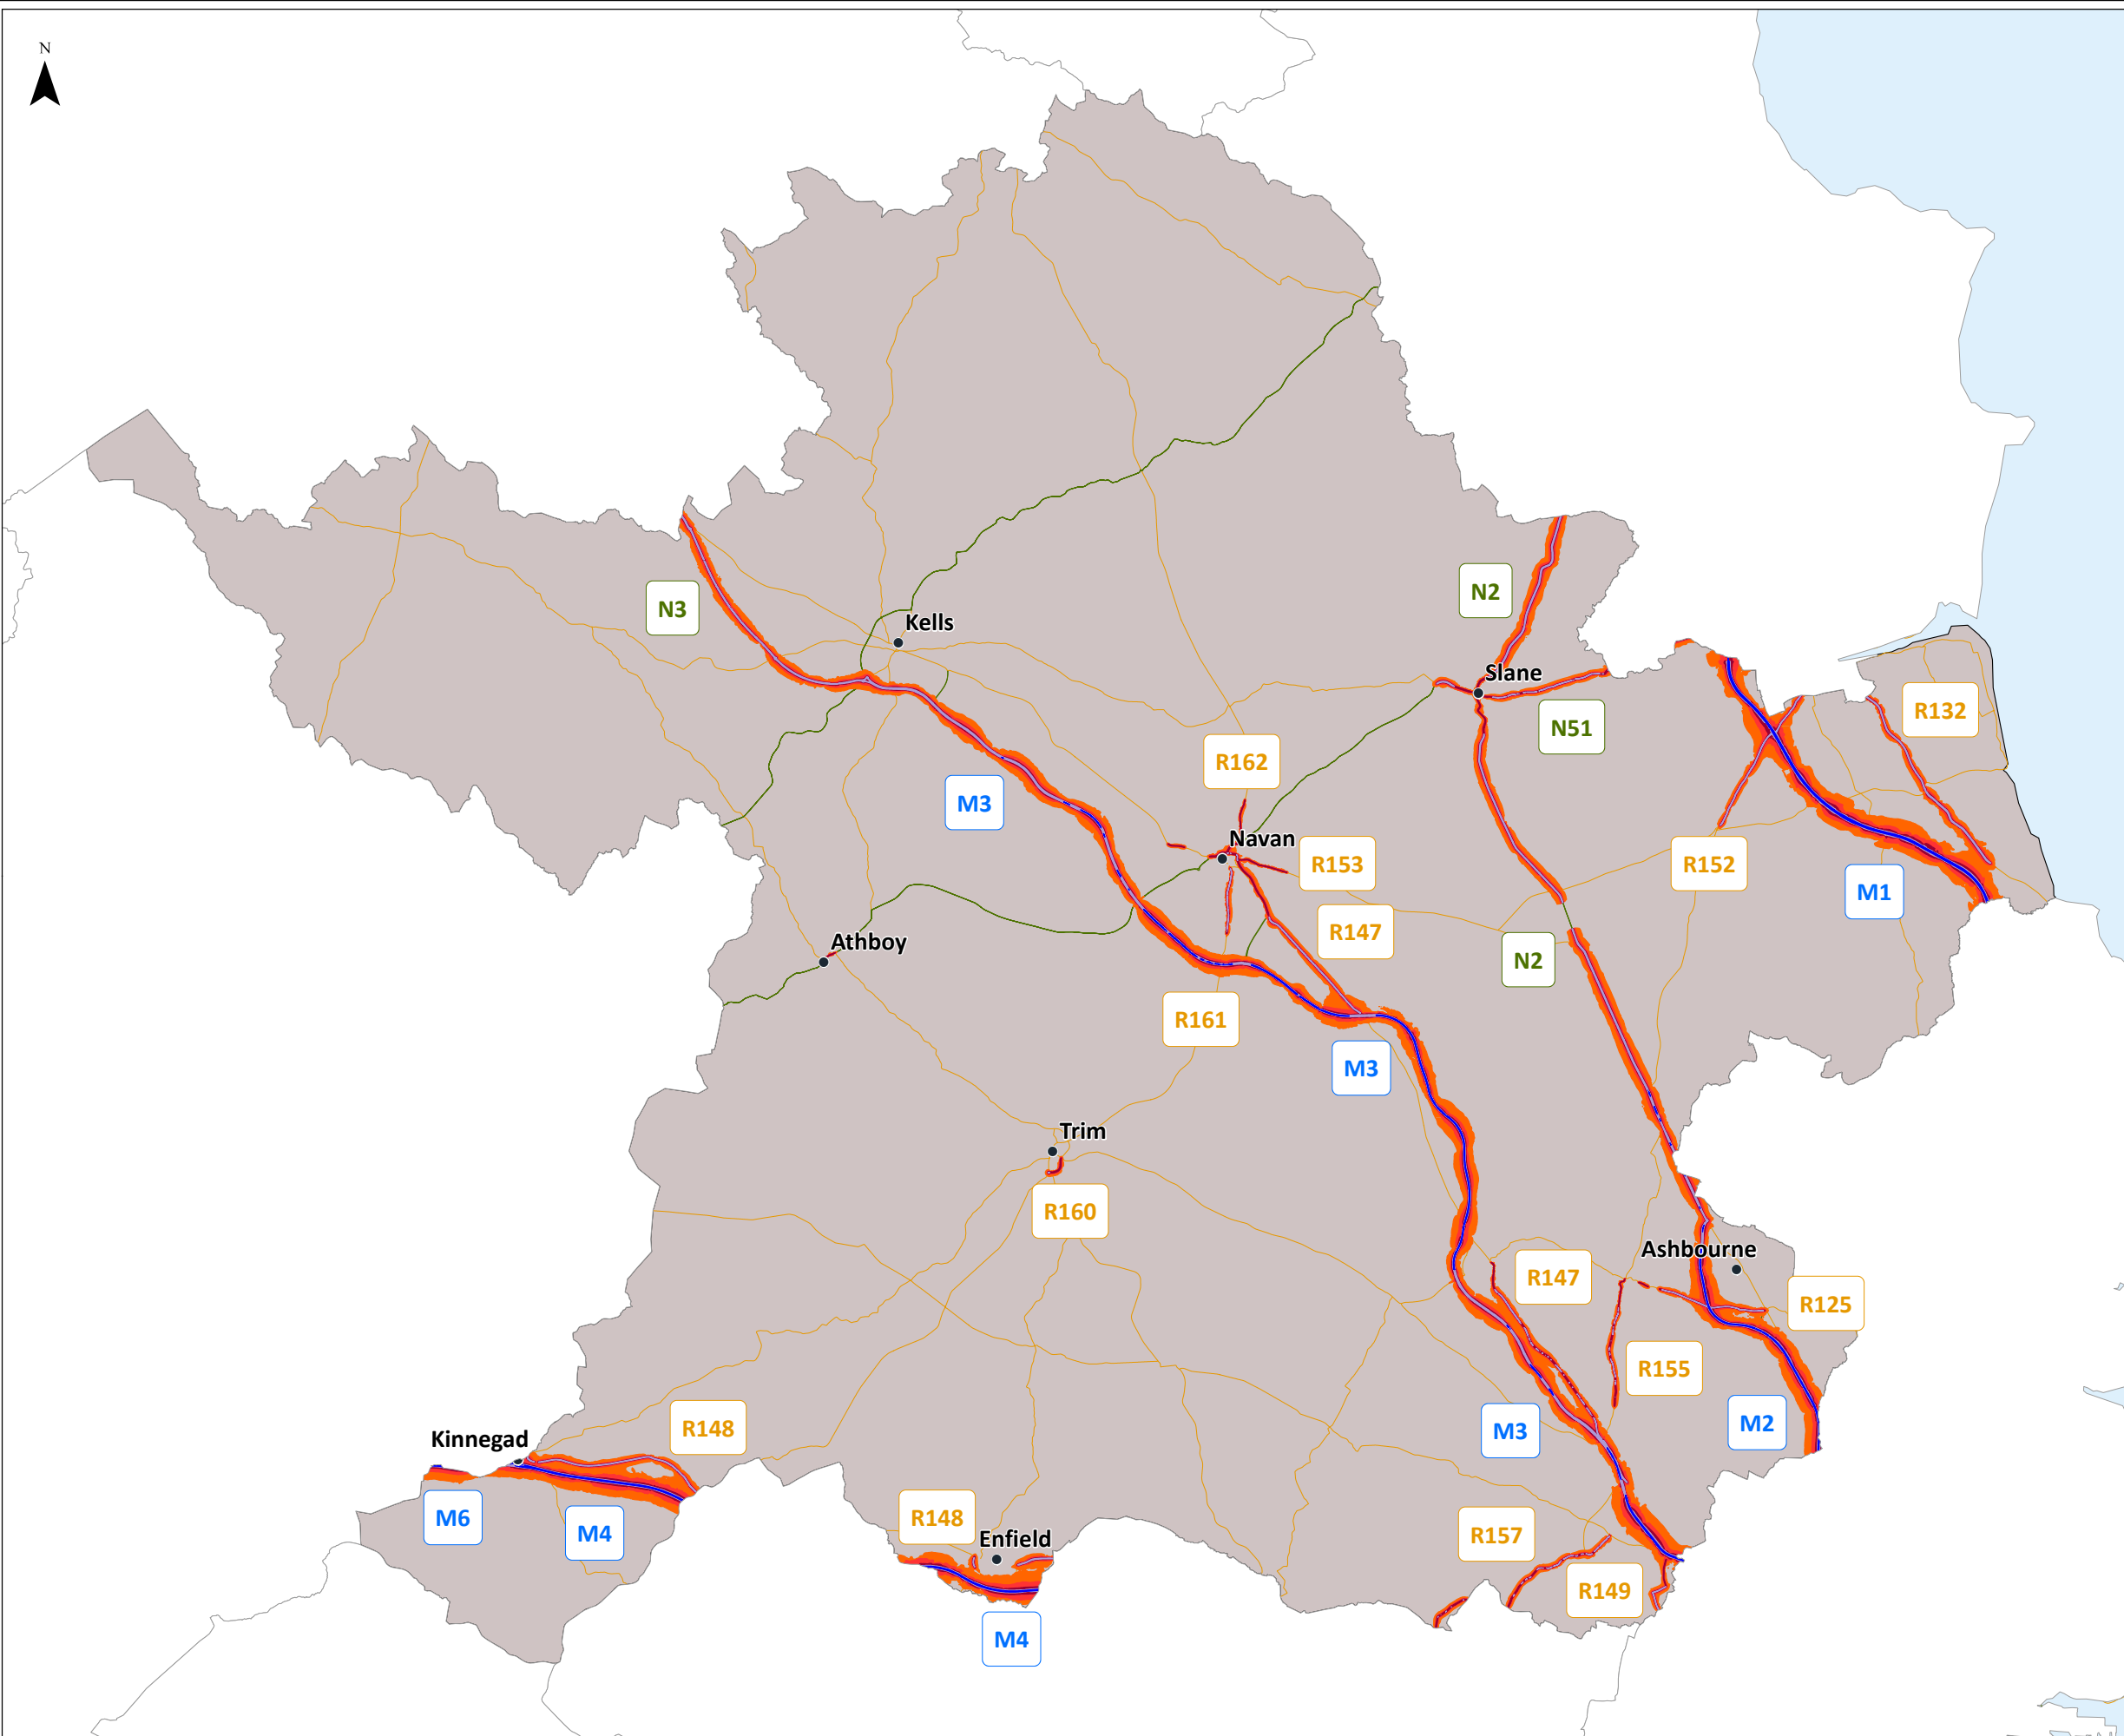 N
N3
N2
Kells
Slane
R132
N51
R162
M3
Navan
R153
R152
M1
R147
Athboy
N2
R161
M3
Trim
R160
Ashbourne
R147
R125
R155
R148
M3
M2
Kinnegad
M6
M4
R148
Enfield
R157
R149
M4